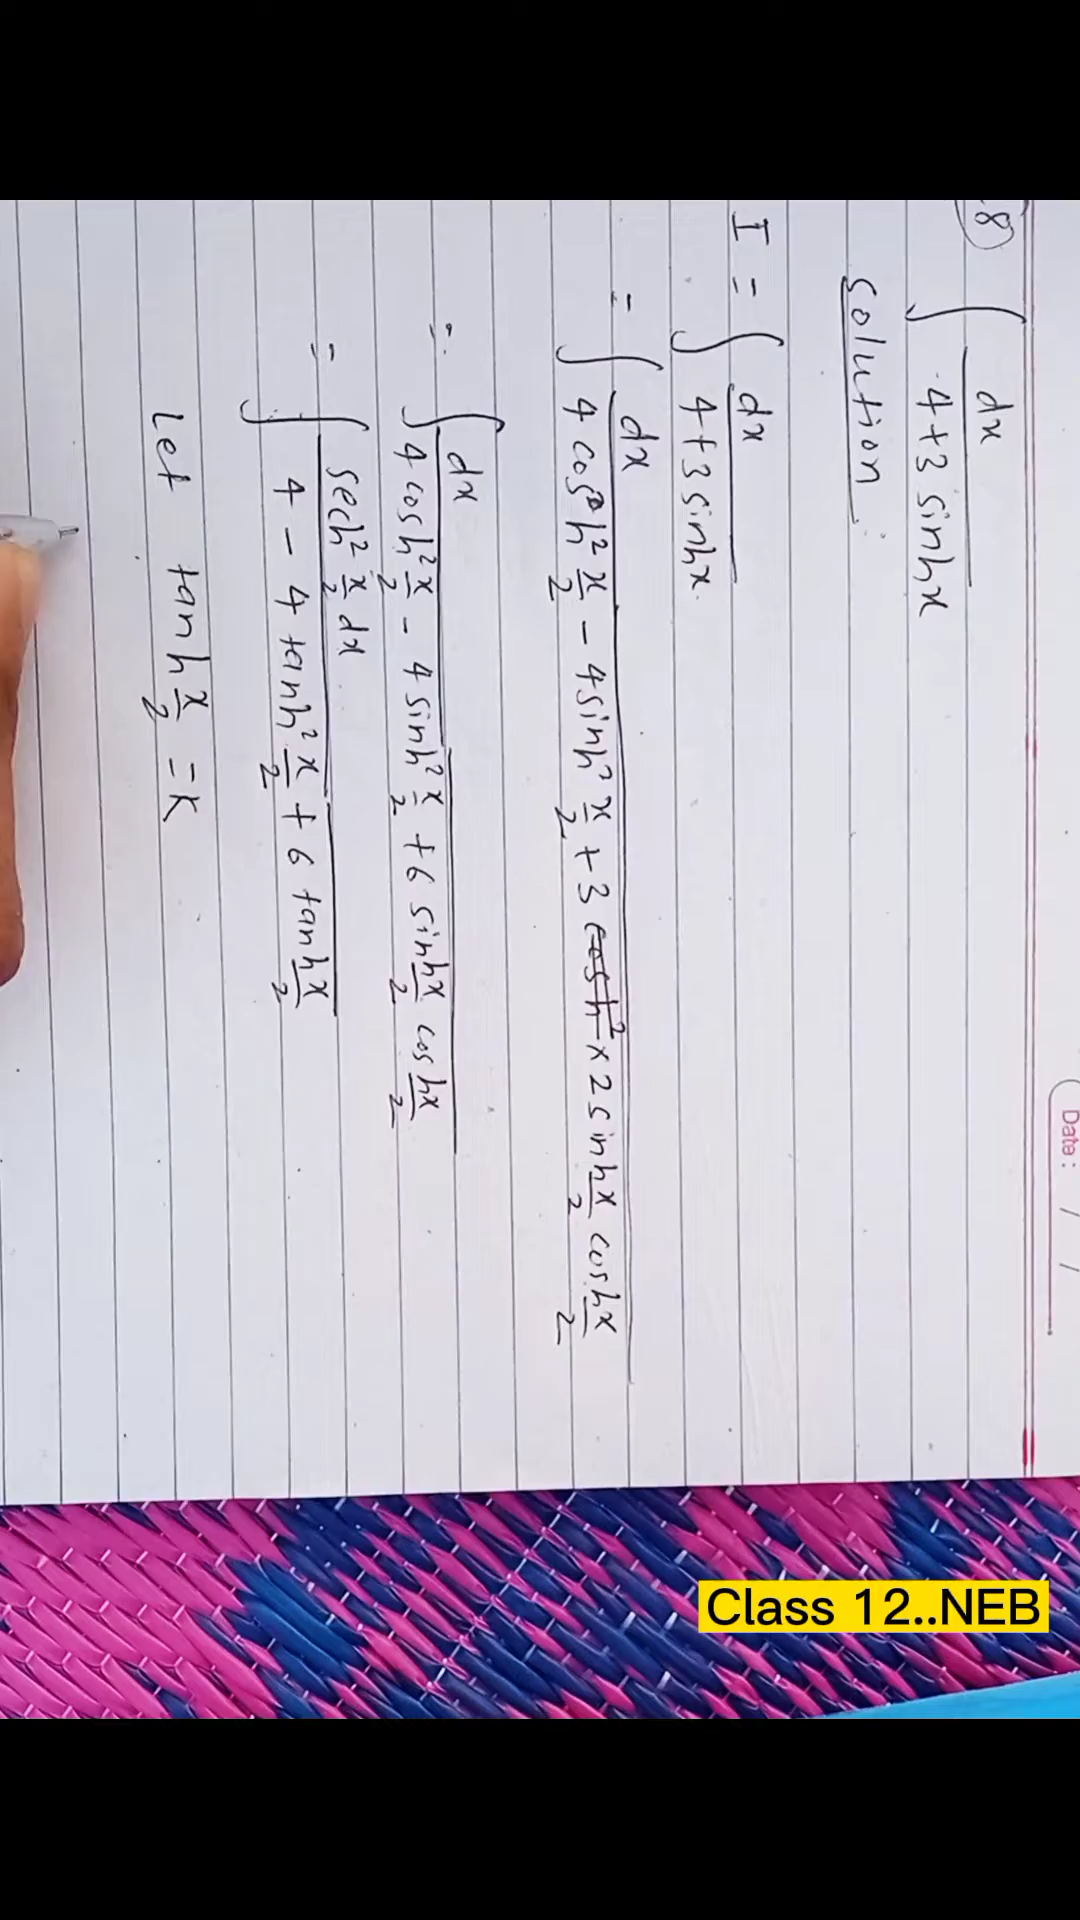 Date: / /
8) ∫ dx / 4+3 sinhx
Solution:
I = ∫ dx / 4+3 sinhx.
= ∫ dx / 4 cosh² x/2 - 4 sinh² x/2 + 3 × 2 sinh x/2 cosh x/2
= ∫ dx / 4 cosh² x/2 - 4 sinh² x/2 + 6 sinh x/2 cosh x/2
= ∫ sech² x/2 dx / 4 - 4 tanh² x/2 + 6 tanh x/2
Let tanh x/2 = k
Class 12..NEB